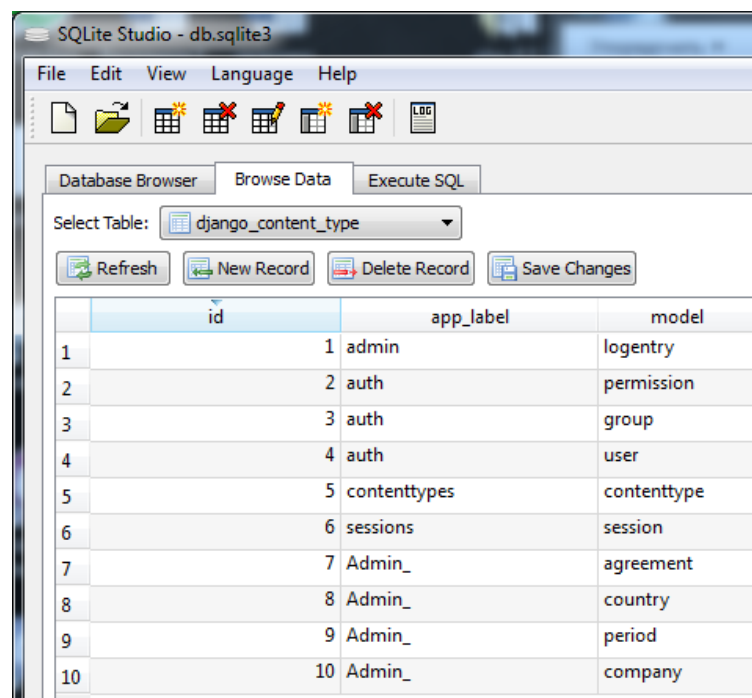 SQLite Studio - db.sqlite3
File Edit View Language Help
LOG
Database Browser Browse Data Execute SQL
Select Table: django_content_type
Refresh New Record Delete Record Save Changes
id app_label model
1 1 admin logentry
2 2 auth permission
3 3 auth group
4 4 auth user
5 5 contenttypes contenttype
6 6 sessions session
7 7 Admin_ agreement
8 8 Admin_ country
9 9 Admin_ period
10 10 Admin_ company